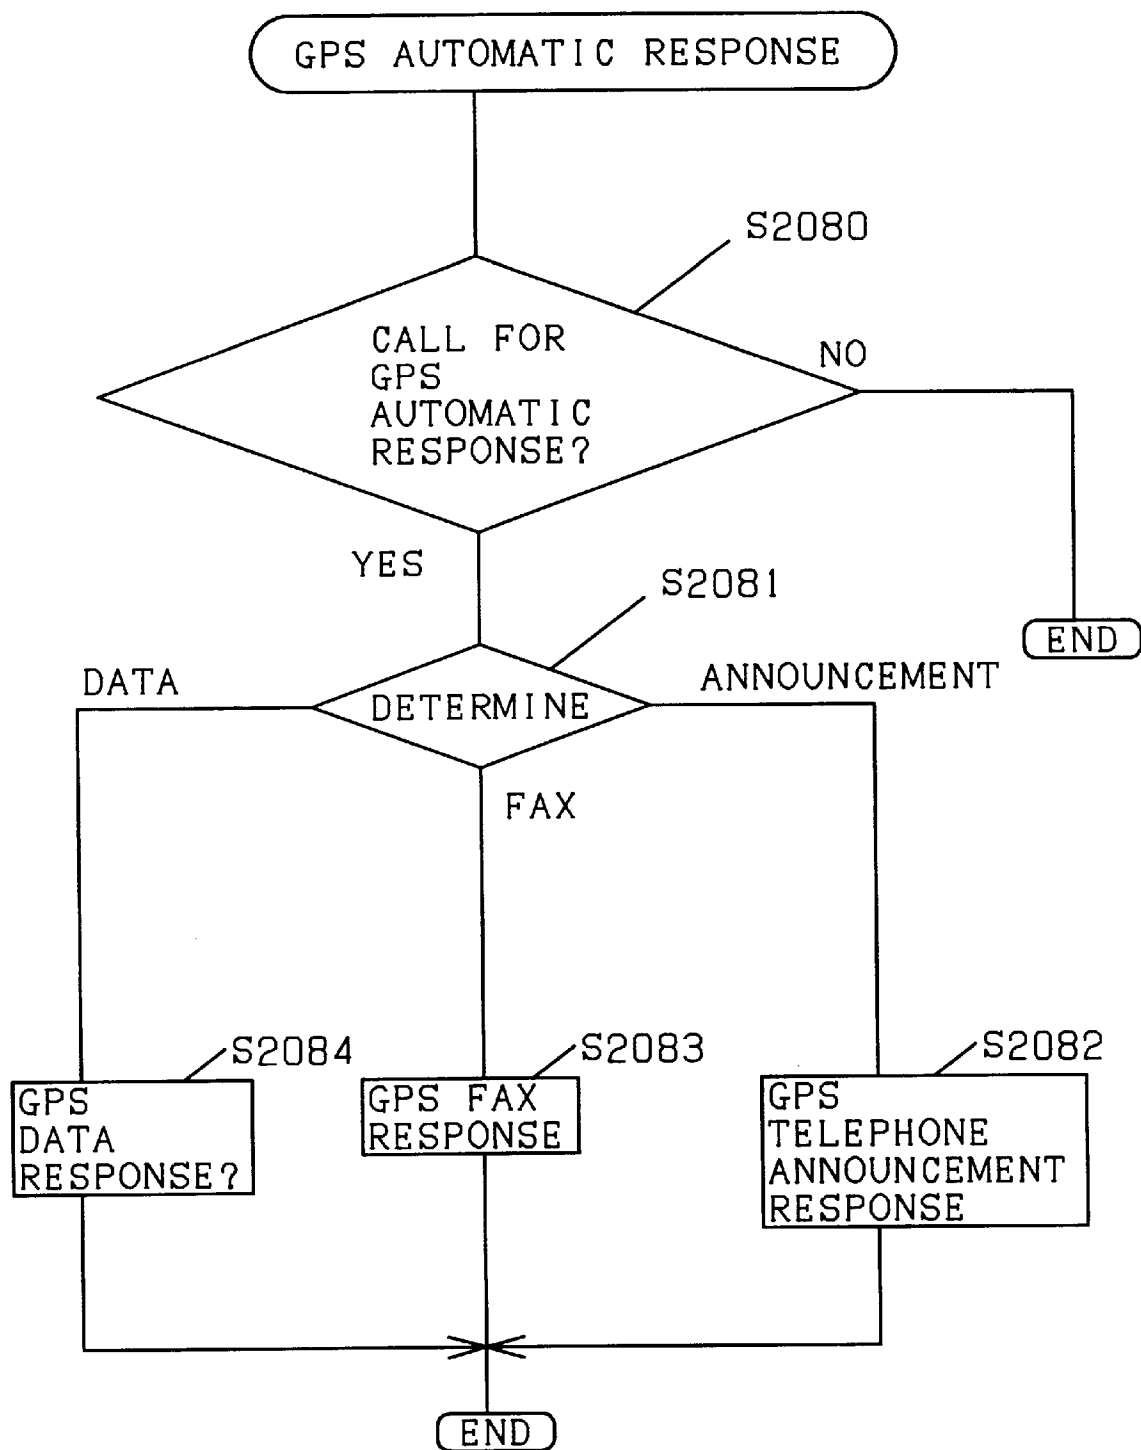 GPS AUTOMATIC RESPONSE
S2080
CALL FOR
GPS
AUTOMATIC
RESPONSE?
NO
YES
S2081
END
DATA
DETERMINE
ANNOUNCEMENT
FAX
S2084
S2083
S2082
GPS
DATA
RESPONSE?
GPS FAX
RESPONSE
GPS
TELEPHONE
ANNOUNCEMENT
RESPONSE
END